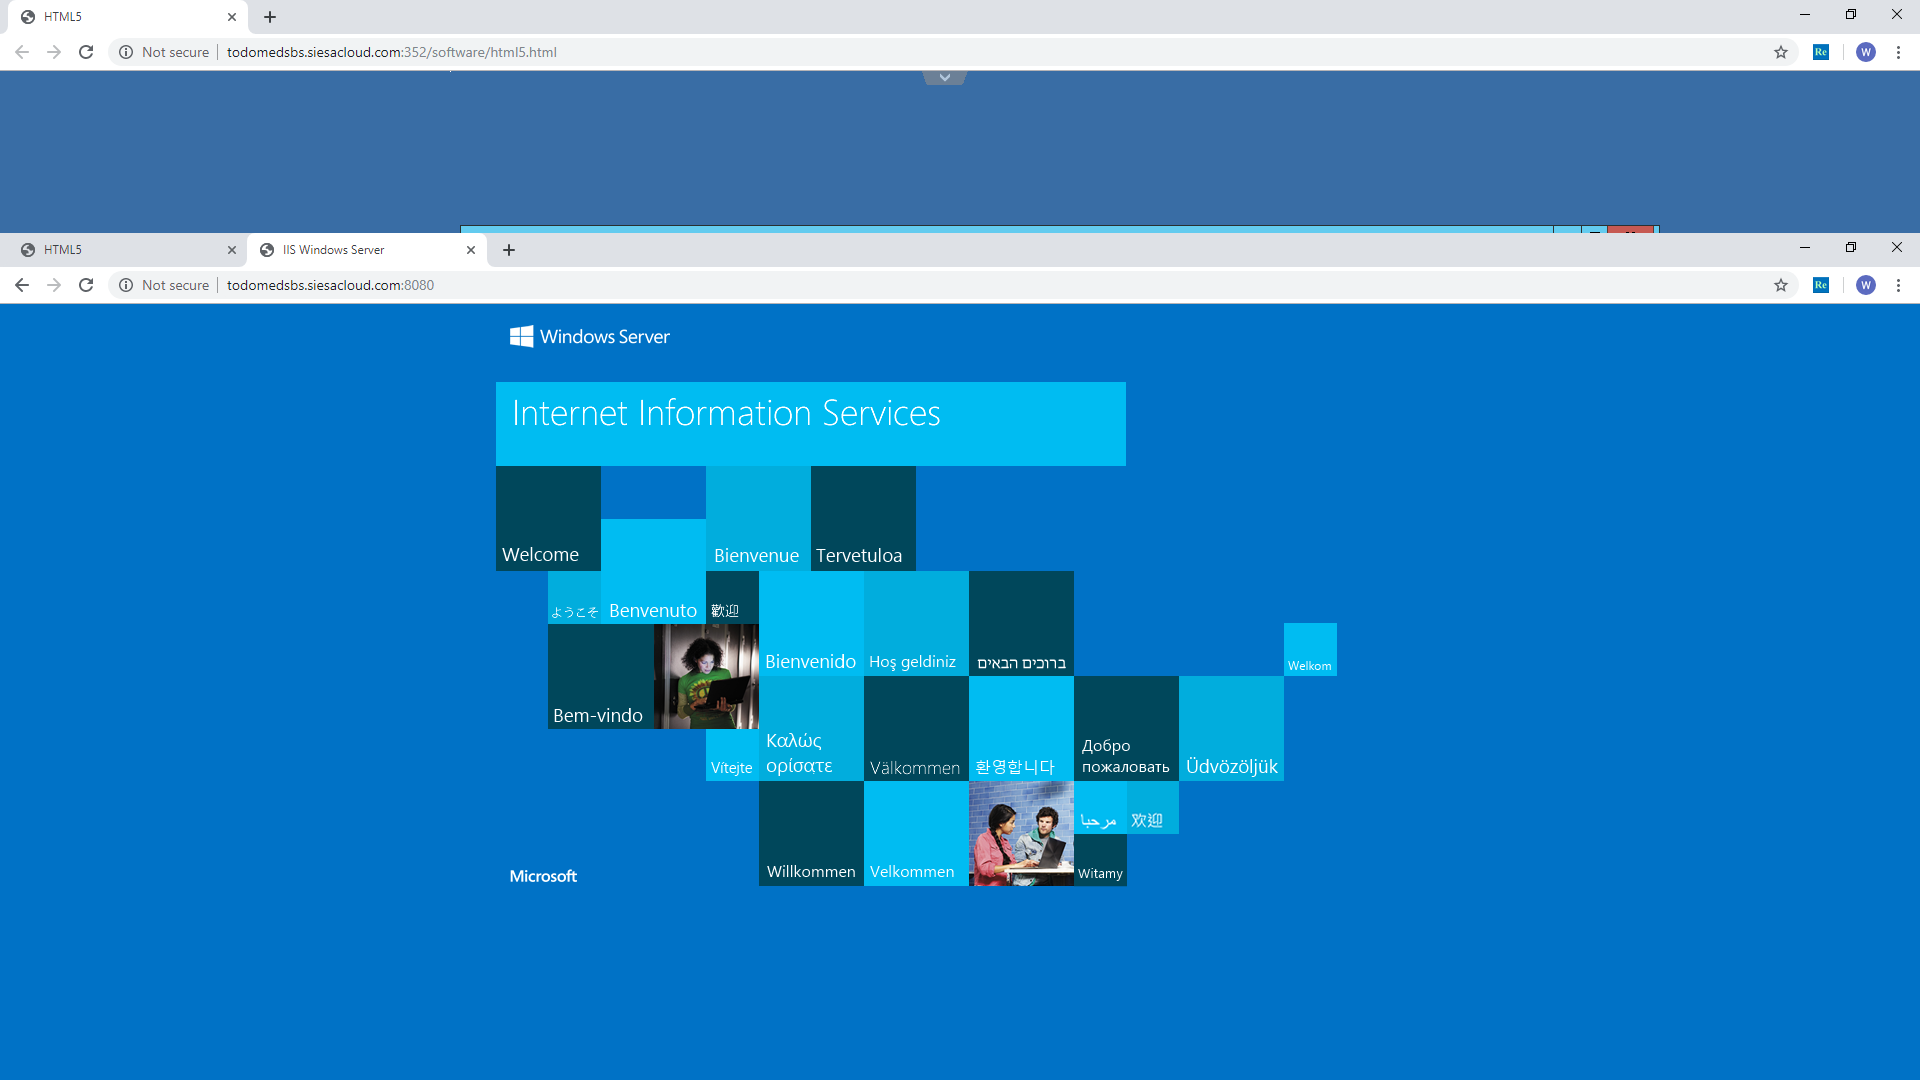 HTML5
Not secure
todomedsbs.siesacloud.com:352/software/html5.html
Re
W
HTML5
IIS Windows Server
Not secure
todomedsbs.siesacloud.com:8080
Re
W
Windows Server
Internet Information Services
Welcome
Bienvenue
Tervetuloa
ようこそ
Benvenuto
歡迎
Bienvenido
Hoş geldiniz
ברוכים הבאים
Welkom
Bem-vindo
Vítejte
Καλώς
ορίσατε
Välkommen
환영합니다
Добро
пожаловать
Üdvözöljük
مرحبا
欢迎
Willkommen
Velkommen
Witamy
Microsoft